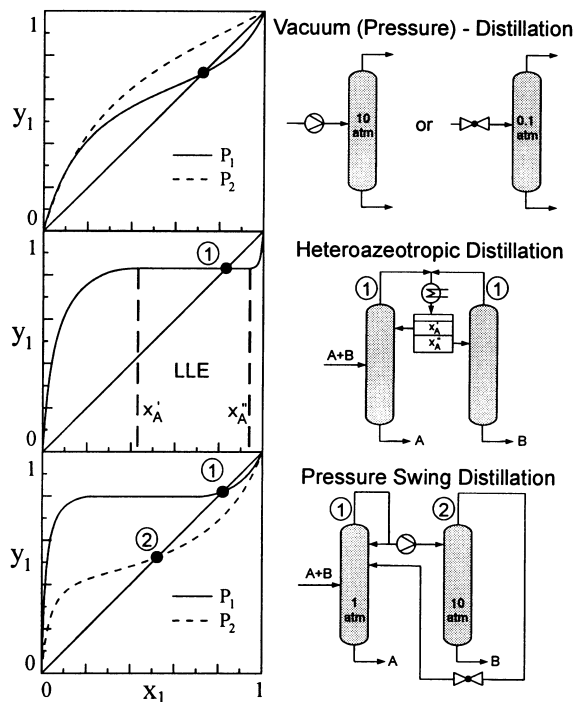 Vacuum (Pressure) - Distillation
1
y₁
0
P₁
P₂
10
atm
or
0.1
atm
Heteroazeotropic Distillation
1
y₁
0
①
LLE
x'A
x"A
①
①
x'A
x"A
A+B
A
B
Pressure Swing Distillation
1
y₁
0
①
②
P₁
P₂
0
x₁
1
①
②
A+B
1
atm
10
atm
A
B